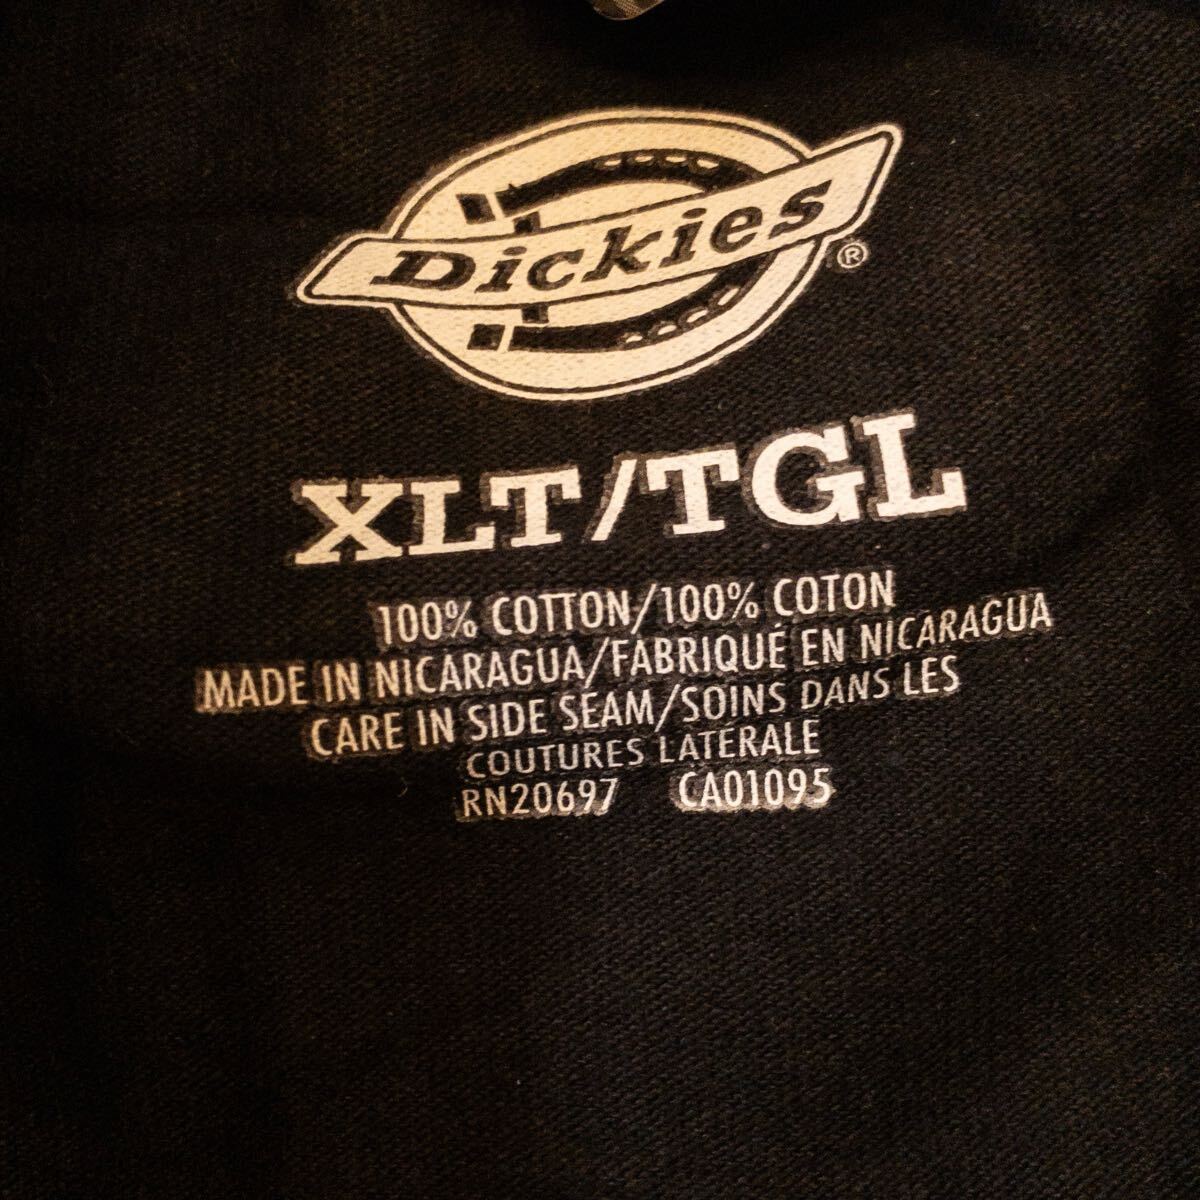 Dickies®
XLT/TGL
100% COTTON/100% COTON
MADE IN NICARAGUA/FABRIQUÉ EN NICARAGUA
CARE IN SIDE SEAM/SOINS DANS LES
COUTURES LATERALE
RN20697 CA01095